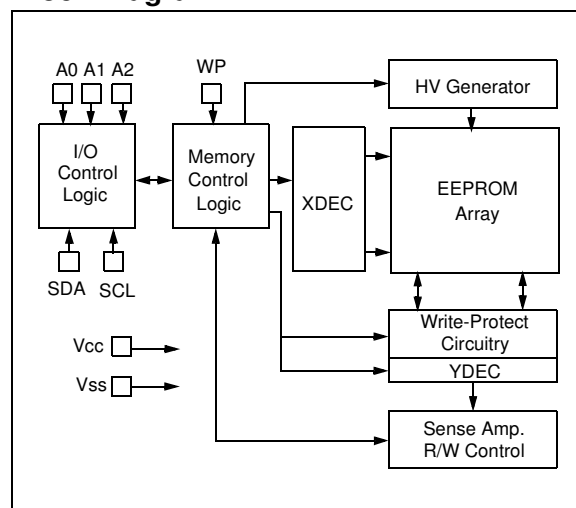 A0 A1 A2
WP
HV Generator
I/O
Control
Logic
Memory
Control
Logic
XDEC
EEPROM
Array
SDA
SCL
Write-Protect
Circuitry
YDEC
Vcc
Vss
Sense Amp.
R/W Control